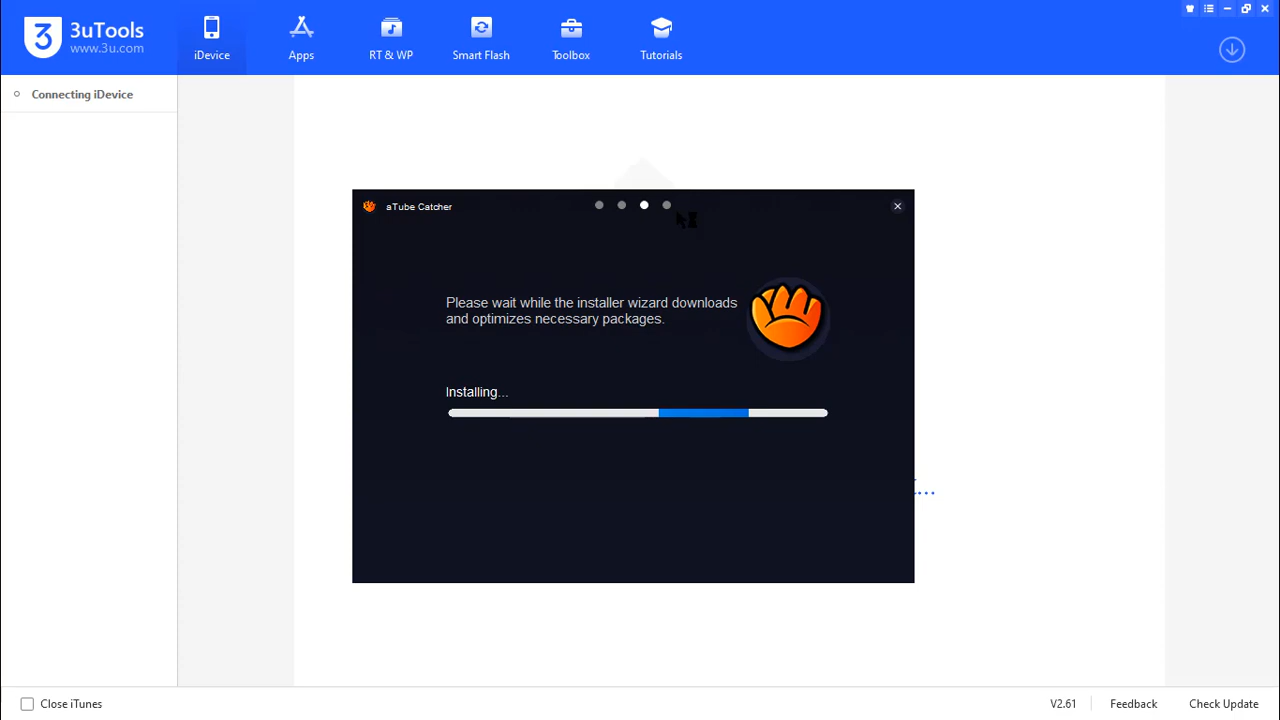 3 3uTools
www.3u.com
iDevice
Apps
RT & WP
Smart Flash
Toolbox
Tutorials
Connecting iDevice
aTube Catcher
Please wait while the installer wizard downloads
and optimizes necessary packages.
Installing...
Close iTunes
V2.61
Feedback
Check Update